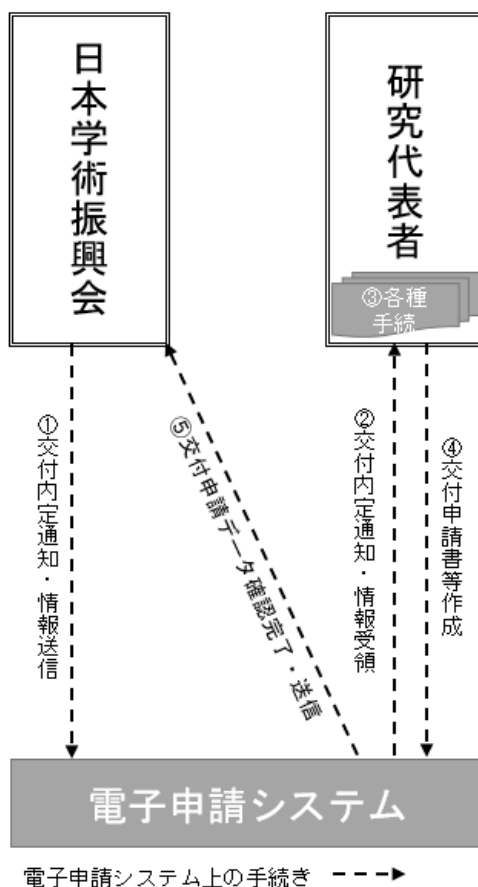 日本学術振興会
研究代表者
③各種
手続
①交付内定通知・情報送信
⑤交付申請データ確認完了・送信
②交付内定通知・情報受領
④交付申請書等作成
電子申請システム
電子申請システム上の手続き